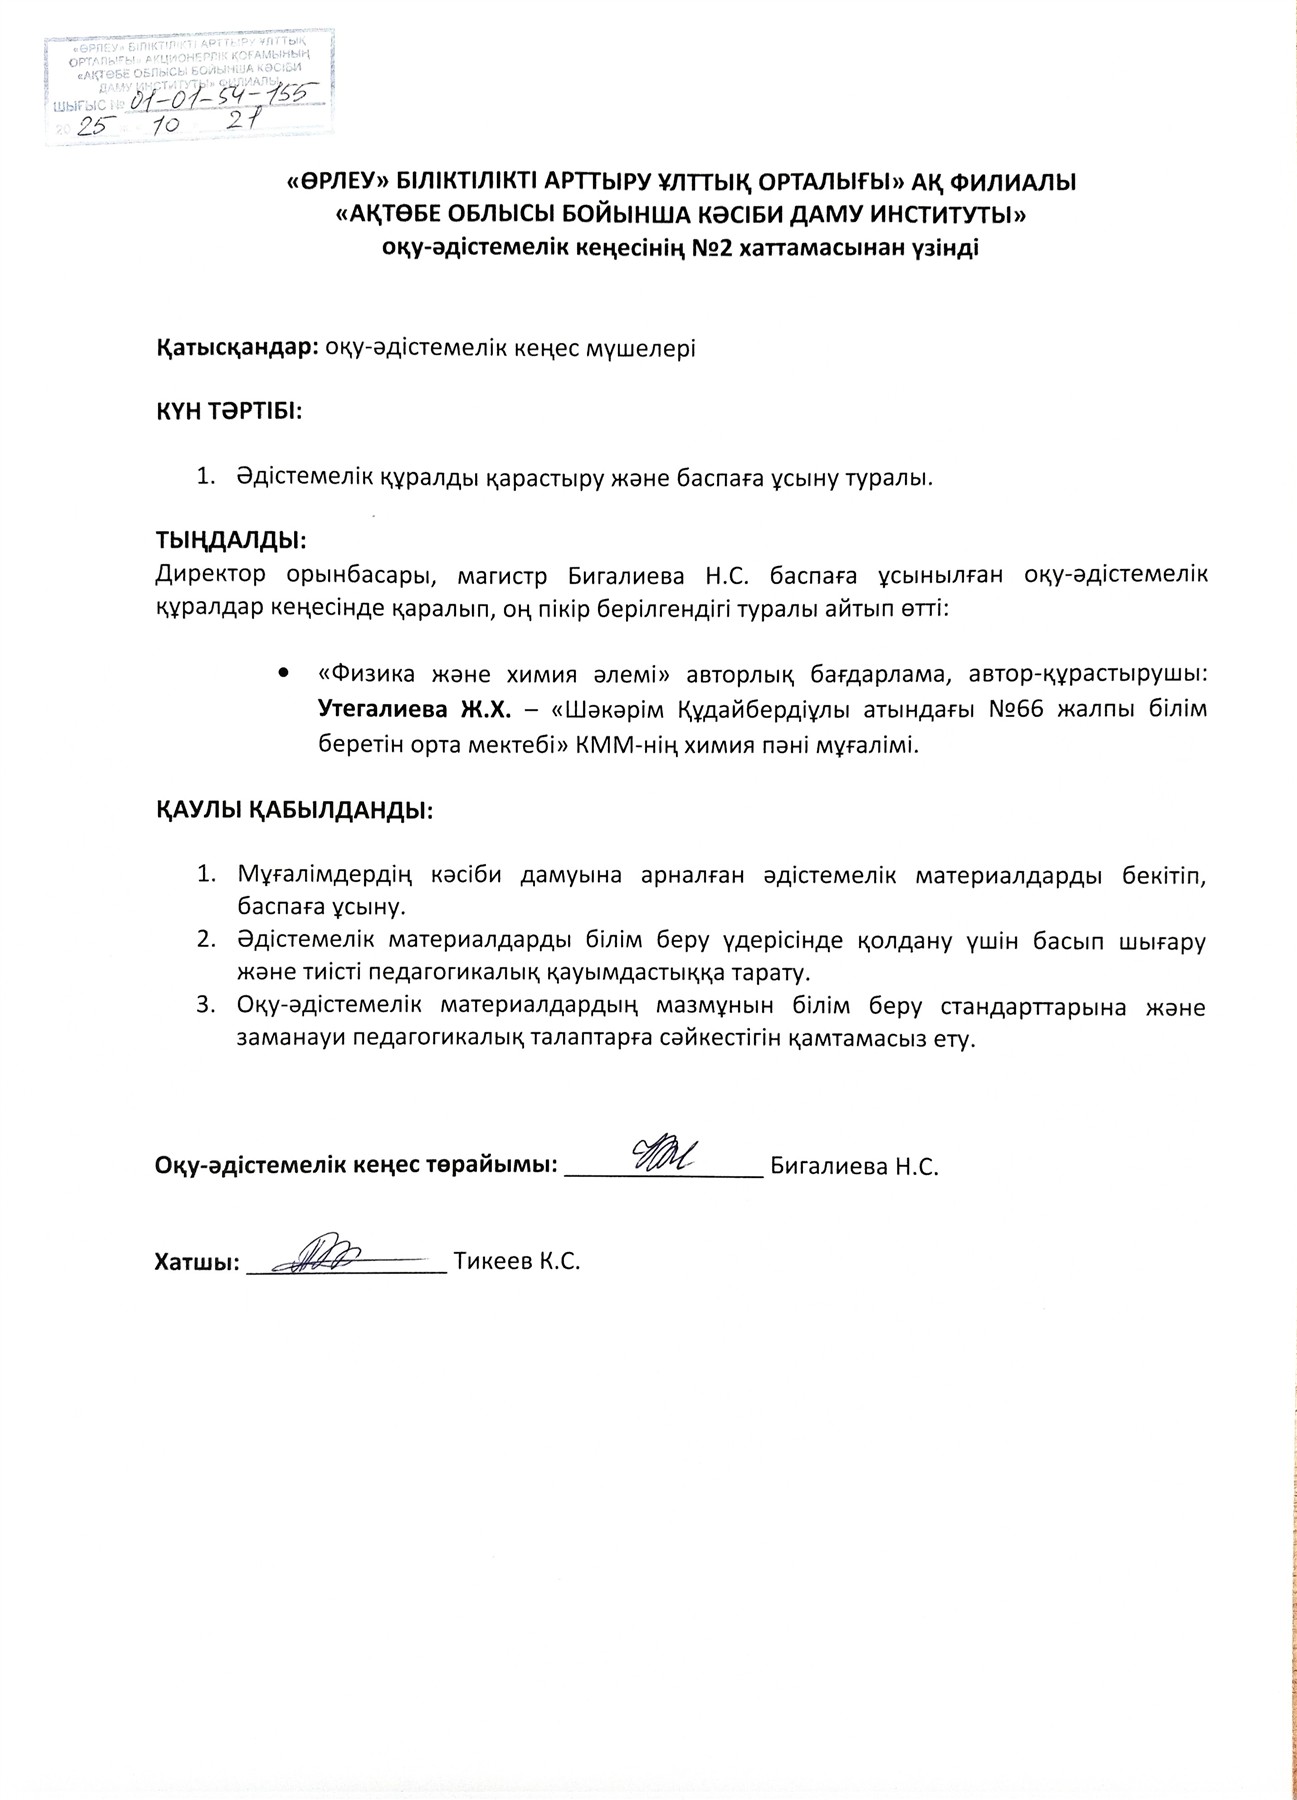 «ӨРЛЕУ» БІЛІКТІЛІКТІ АРТТЫРУ ҰЛТТЫҚ
ОРТАЛЫҒЫ» АКЦИОНЕРЛІК ҚОҒАМЫНЫҢ
«АҚТӨБЕ ОБЛЫСЫ БОЙЫНША КӘСІБИ
ДАМУ ИНСТИТУТЫ» ФИЛИАЛЫ
ШЫҒЫС № 01-01-54-155
2025 10 21
«ӨРЛЕУ» БІЛІКТІЛІКТІ АРТТЫРУ ҰЛТТЫҚ ОРТАЛЫҒЫ» АҚ ФИЛИАЛЫ
«АҚТӨБЕ ОБЛЫСЫ БОЙЫНША КӘСІБИ ДАМУ ИНСТИТУТЫ»
оқу-әдістемелік кеңесінің №2 хаттамасынан үзінді
Қатысқандар: оқу-әдістемелік кеңес мүшелері
КҮН ТӘРТІБІ:
1. Әдістемелік құралды қарастыру және баспаға ұсыну туралы.
ТЫҢДАЛДЫ:
Директор орынбасары, магистр Бигалиева Н.С. баспаға ұсынылған оқу-әдістемелік
құралдар кеңесінде қаралып, оң пікір берілгендігі туралы айтып өтті:
• «Физика және химия әлемі» авторлық бағдарлама, автор-құрастырушы:
Утегалиева Ж.Х. – «Шәкәрім Құдайбердіұлы атындағы №66 жалпы білім
беретін орта мектебі» КММ-нің химия пәні мұғалімі.
ҚАУЛЫ ҚАБЫЛДАНДЫ:
1. Мұғалімдердің кәсіби дамуына арналған әдістемелік материалдарды бекітіп,
баспаға ұсыну.
2. Әдістемелік материалдарды білім беру үдерісінде қолдану үшін басып шығару
және тиісті педагогикалық қауымдастыққа тарату.
3. Оқу-әдістемелік материалдардың мазмұнын білім беру стандарттарына және
заманауи педагогикалық талаптарға сәйкестігін қамтамасыз ету.
Оқу-әдістемелік кеңес төрайымы: Бигалиева Н.С.
Хатшы: Тикеев К.С.